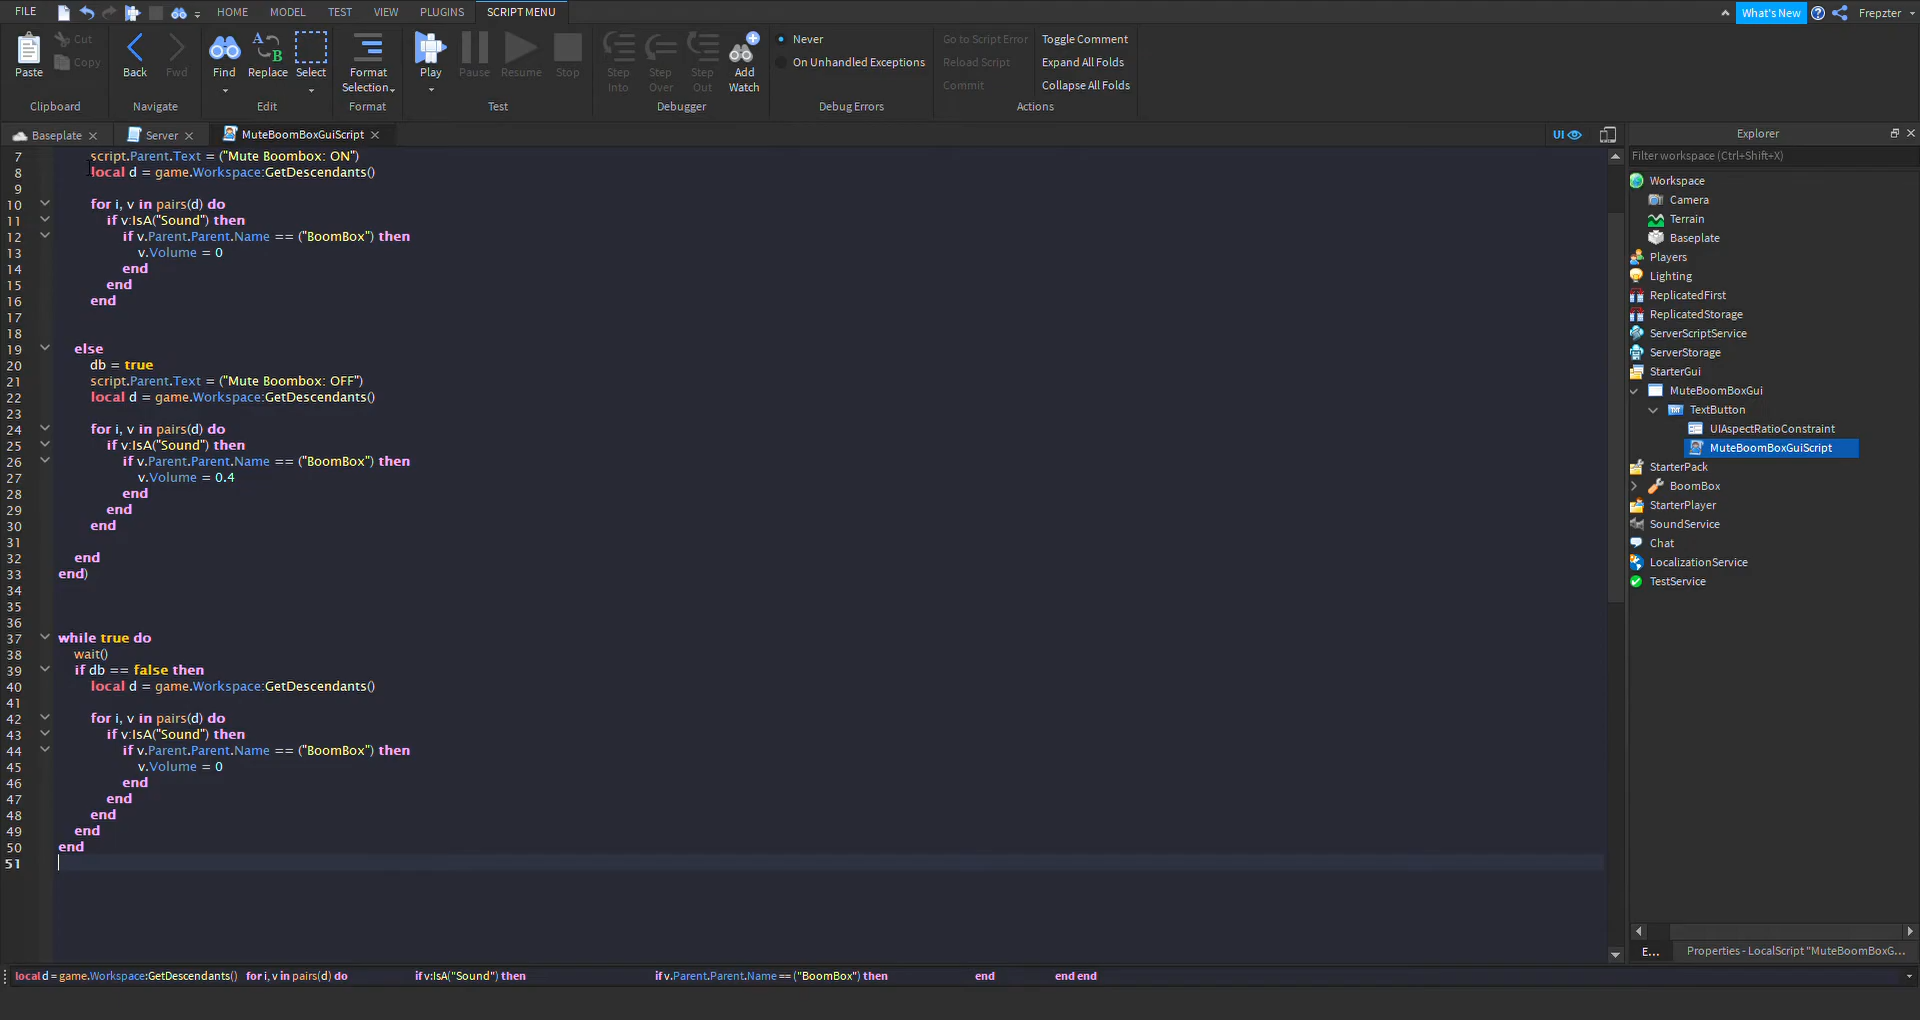 FILE HOME MODEL TEST VIEW PLUGINS SCRIPT MENU What's New Frepzter
Paste Cut Copy Clipboard
Back Fwd Navigate
Find Replace Select Edit
Format Selection Format
Play Pause Resume Stop Test
Step Into Step Over Step Out Add Watch Debugger
Never
On Unhandled Exceptions
Debug Errors
Go to Script Error
Reload Script
Commit
Toggle Comment
Expand All Folds
Collapse All Folds
Actions
Baseplate Server MuteBoomBoxGuiScript UI
7 script.Parent.Text = ("Mute Boombox: ON")
8 local d = game.Workspace:GetDescendants()
9
10 for i, v in pairs(d) do
11 if v:IsA("Sound") then
12 if v.Parent.Parent.Name == ("BoomBox") then
13 v.Volume = 0
14 end
15 end
16 end
17
18
19 else
20 db = true
21 script.Parent.Text = ("Mute Boombox: OFF")
22 local d = game.Workspace:GetDescendants()
23
24 for i, v in pairs(d) do
25 if v:IsA("Sound") then
26 if v.Parent.Parent.Name == ("BoomBox") then
27 v.Volume = 0.4
28 end
29 end
30 end
31
32 end
33 end)
34
35
36
37 while true do
38 wait()
39 if db == false then
40 local d = game.Workspace:GetDescendants()
41
42 for i, v in pairs(d) do
43 if v:IsA("Sound") then
44 if v.Parent.Parent.Name == ("BoomBox") then
45 v.Volume = 0
46 end
47 end
48 end
49 end
50 end
51
Explorer
Filter workspace (Ctrl+Shift+X)
Workspace
Camera
Terrain
Baseplate
Players
Lighting
ReplicatedFirst
ReplicatedStorage
ServerScriptService
ServerStorage
StarterGui
MuteBoomBoxGui
TextButton
UIAspectRatioConstraint
MuteBoomBoxGuiScript
StarterPack
BoomBox
StarterPlayer
SoundService
Chat
LocalizationService
TestService
E... Properties - LocalScript "MuteBoomBoxG...
local d = game.Workspace:GetDescendants() for i, v in pairs(d) do if v:IsA("Sound") then if v.Parent.Parent.Name == ("BoomBox") then end end end